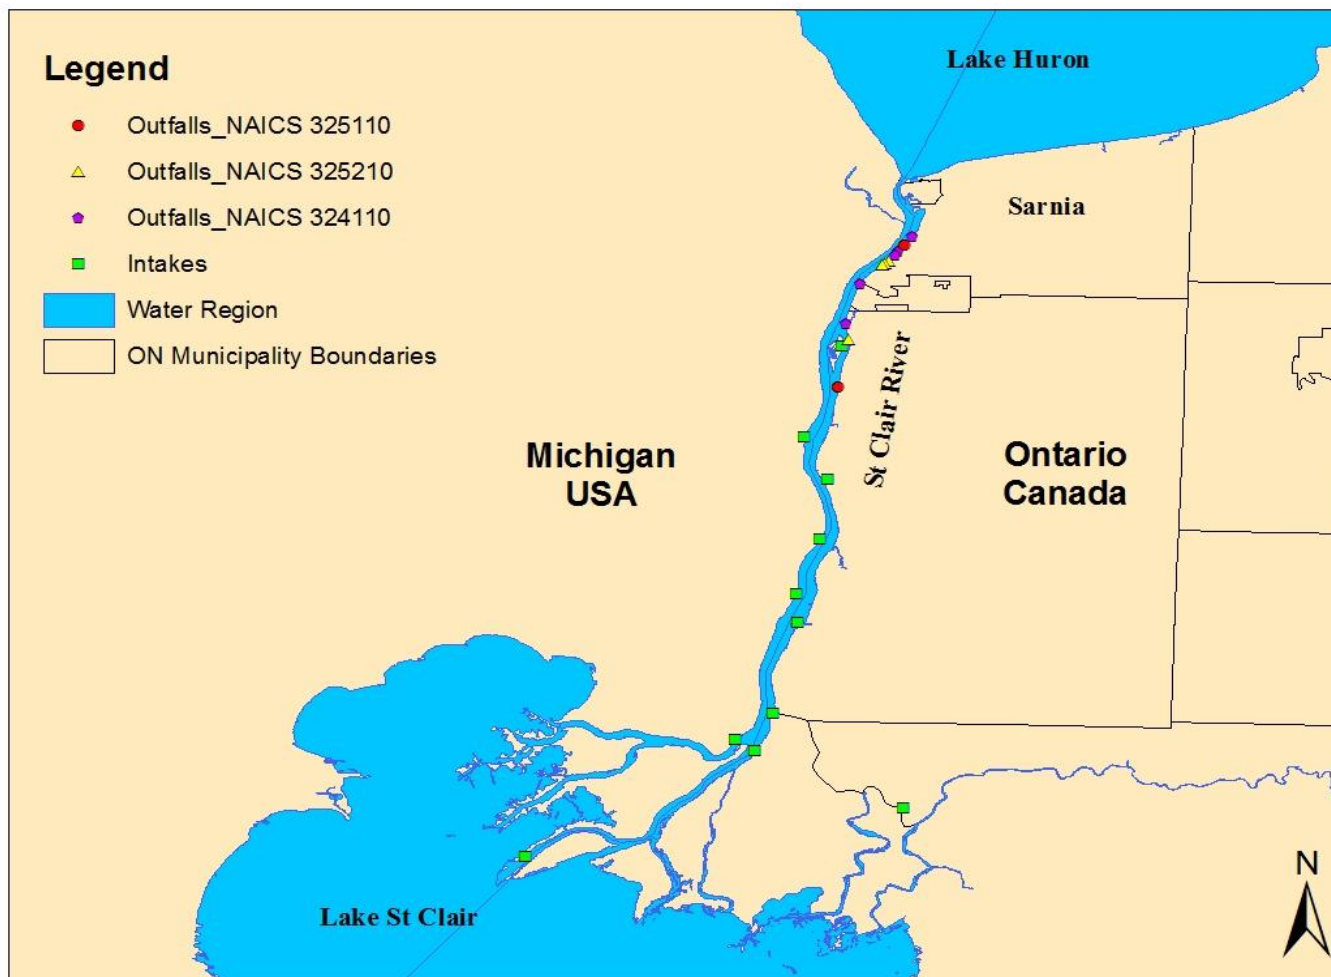 Legend
Outfalls_NAICS 325110
Outfalls_NAICS 325210
Outfalls_NAICS 324110
Intakes
Water Region
ON Municipality Boundaries
Lake Huron
Sarnia
St Clair River
Michigan
USA
Ontario
Canada
Lake St Clair
N